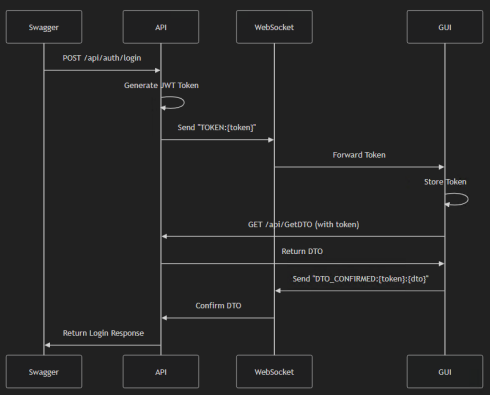 Swagger
API
WebSocket
GUI
POST /api/auth/login
Generate JWT Token
Send "TOKEN:{token}"
Forward Token
Store Token
GET /api/GetDTO (with token)
Return DTO
Send "DTO_CONFIRMED:{token}:{dto}"
Confirm DTO
Return Login Response
Swagger
API
WebSocket
GUI